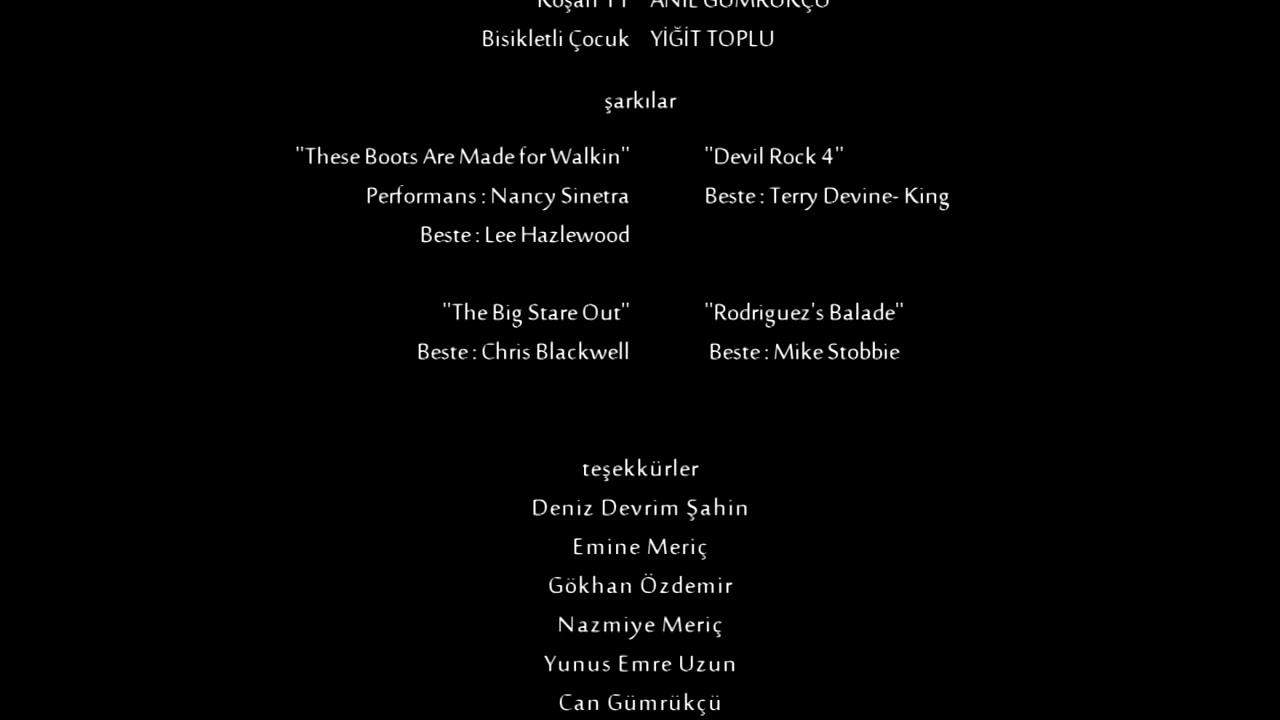 ANIL GÜMRÜKÇÜ
Bisikletli Çocuk YİĞİT TOPLU
şarkılar
"These Boots Are Made for Walkin"
Performans : Nancy Sinetra
Beste : Lee Hazlewood
"Devil Rock 4"
Beste : Terry Devine- King
"The Big Stare Out"
Beste : Chris Blackwell
"Rodriguez's Balade"
Beste : Mike Stobbie
teşekkürler
Deniz Devrim Şahin
Emine Meriç
Gökhan Özdemir
Nazmiye Meriç
Yunus Emre Uzun
Can Gümrükçü